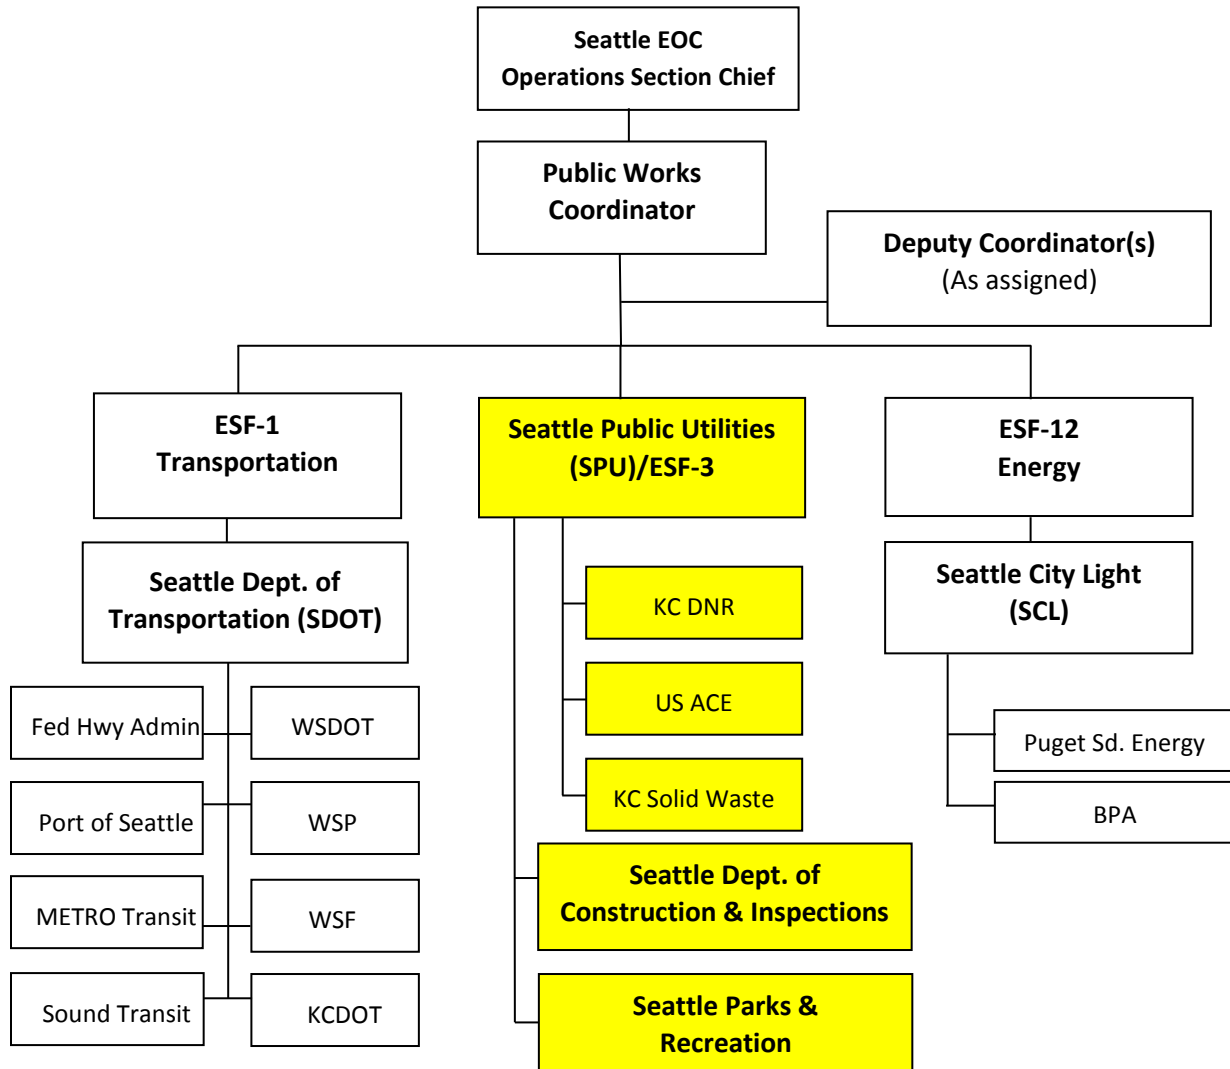 Seattle EOC
Operations Section Chief
Public Works
Coordinator
Deputy Coordinator(s)
(As assigned)
ESF-1
Transportation
Seattle Public Utilities
(SPU)/ESF-3
ESF-12
Energy
Seattle Dept. of
Transportation (SDOT)
Seattle City Light
(SCL)
Fed Hwy Admin
WSDOT
Port of Seattle
WSP
METRO Transit
WSF
Sound Transit
KCDOT
KC DNR
US ACE
KC Solid Waste
Seattle Dept. of
Construction & Inspections
Seattle Parks &
Recreation
Puget Sd. Energy
BPA